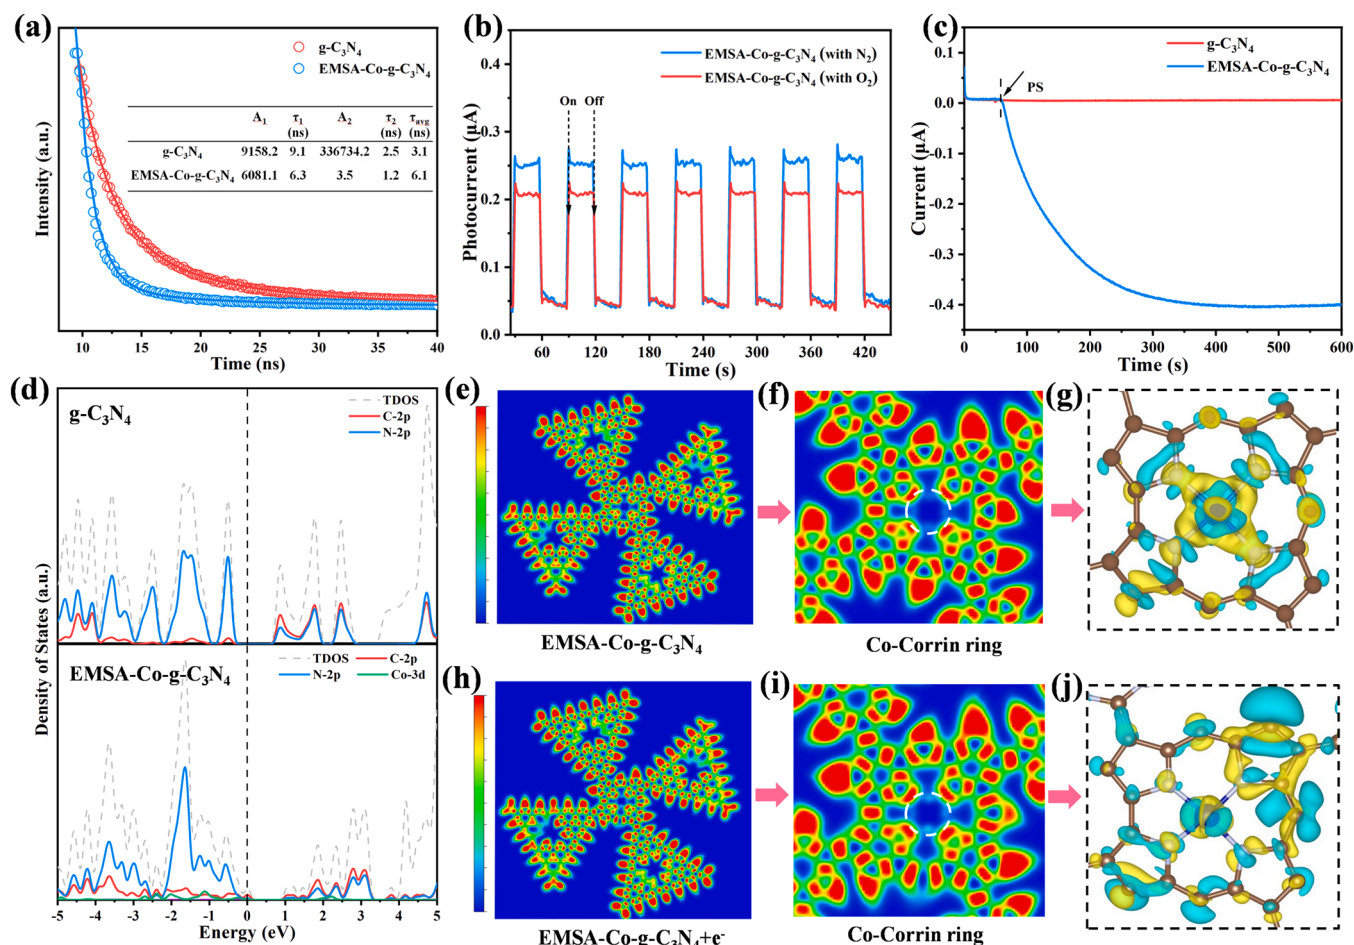 (a)
g-C₃N₄
EMSA-Co-g-C₃N₄
A₁ τ₁ (ns) A₂ τ₂ (ns) τavg (ns)
g-C₃N₄ 9158.2 9.1 336734.2 2.5 3.1
EMSA-Co-g-C₃N₄ 6081.1 6.3 3.5 1.2 6.1
Intensity (a.u.)
10 15 20 25 30 35 40
Time (ns)
(b)
EMSA-Co-g-C₃N₄ (with N₂)
EMSA-Co-g-C₃N₄ (with O₂)
On Off
Photocurrent (μA)
0.4
0.3
0.2
0.1
0.0
60 120 180 240 300 360 420
Time (s)
(c)
g-C₃N₄
EMSA-Co-g-C₃N₄
PS
Current (μA)
0.1
0.0
-0.1
-0.2
-0.3
-0.4
0 100 200 300 400 500 600
Time (s)
(d)
g-C₃N₄
TDOS
C-2p
N-2p
EMSA-Co-g-C₃N₄
TDOS C-2p
N-2p Co-3d
Density of States (a.u.)
-5 -4 -3 -2 -1 0 1 2 3 4 5
Energy (eV)
(e)
EMSA-Co-g-C₃N₄
(f)
Co-Corrin ring
(g)
(h)
EMSA-Co-g-C₃N₄+e⁻
(i)
Co-Corrin ring
(j)